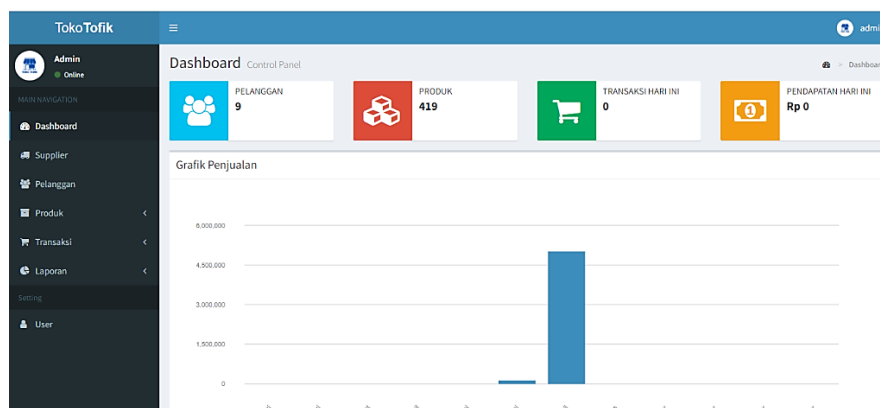 TokoTofik
admi
Admin
Online
MAIN NAVIGATION
Dashboard
Supplier
Pelanggan
Produk
Transaksi
Laporan
Setting
User
Dashboard Control Panel
> Dashboar
PELANGGAN
9
PRODUK
419
TRANSAKSI HARI INI
0
PENDAPATAN HARI INI
Rp 0
Grafik Penjualan
6,000,000
4,500,000
3,000,000
1,500,000
0